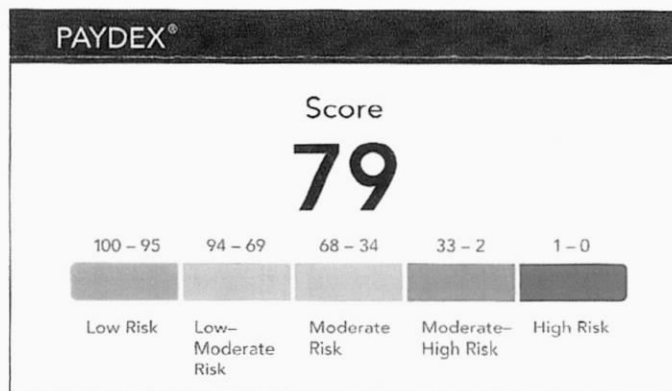 PAYDEX®
Score
79
100 – 95 94 – 69 68 – 34 33 – 2 1 – 0
Low Risk Low– Moderate Moderate– High Risk
Moderate Risk High Risk
Risk